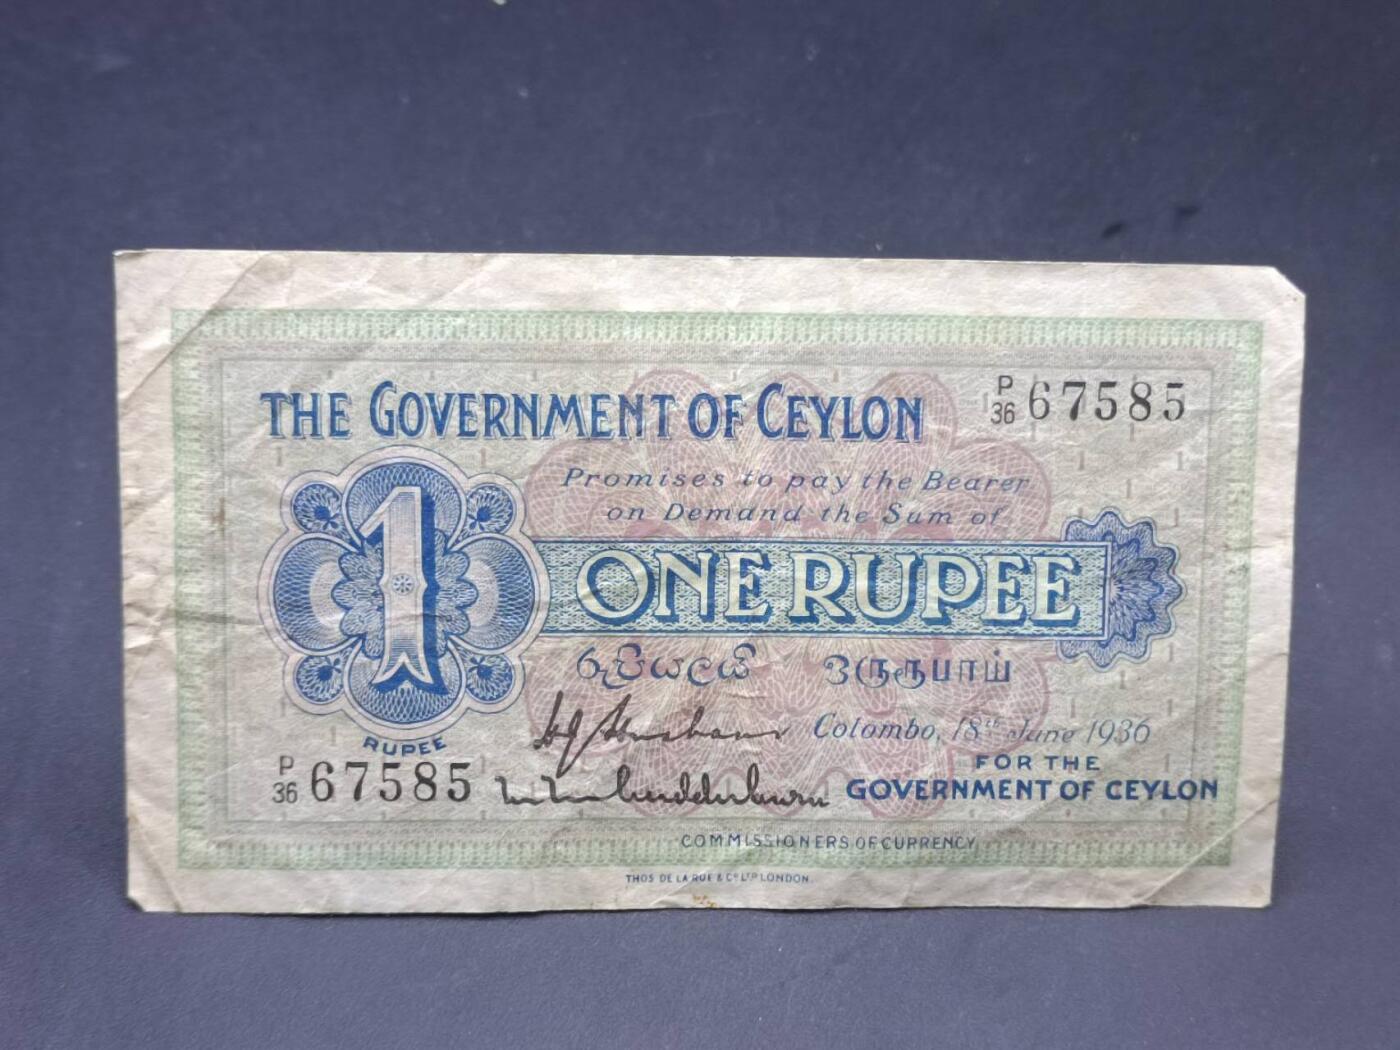 THE GOVERNMENT OF CEYLON
P/36 67585
Promises to pay the Bearer
on Demand the Sum of
1
ONE RUPEE
රුපියලයි ஒருரூபாய்
Colombo, 18th June 1936
RUPEE
FOR THE
P/36 67585
GOVERNMENT OF CEYLON
COMMISSIONERS OF CURRENCY
THOS DE LA RUE & CO LTD LONDON.